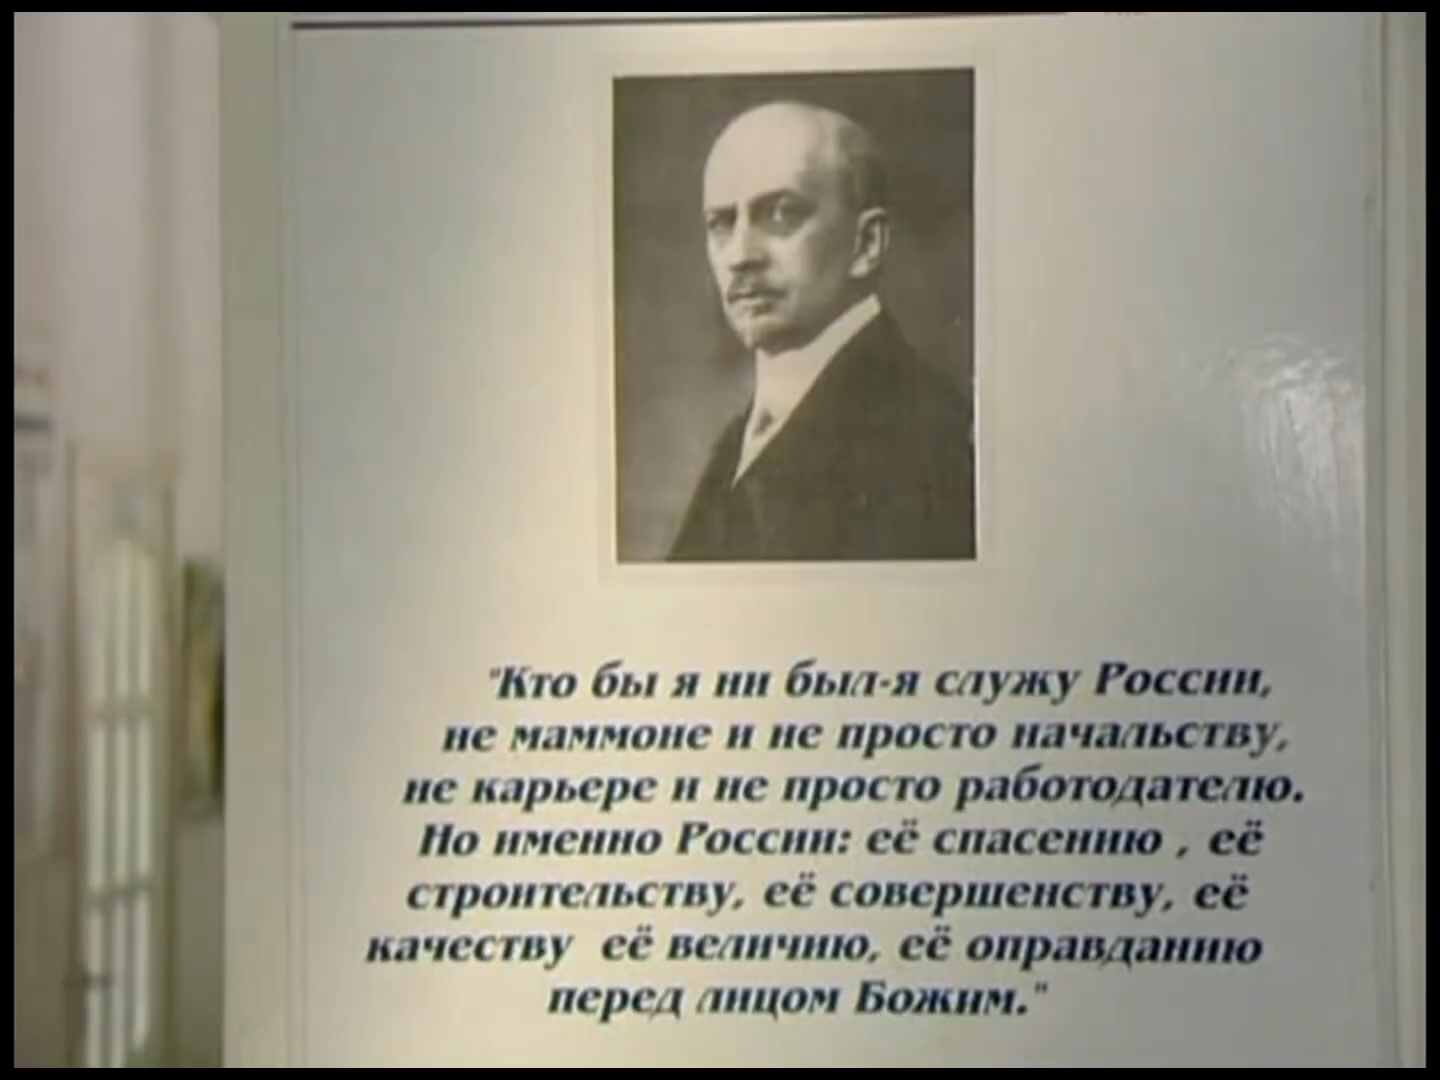 "Кто бы я ни был-я служу России,
не маммоне и не просто начальству,
не карьере и не просто работодателю.
Но именно России: её спасению , её
строительству, её совершенству, её
качеству её величию, её оправданию
перед лицом Божим."